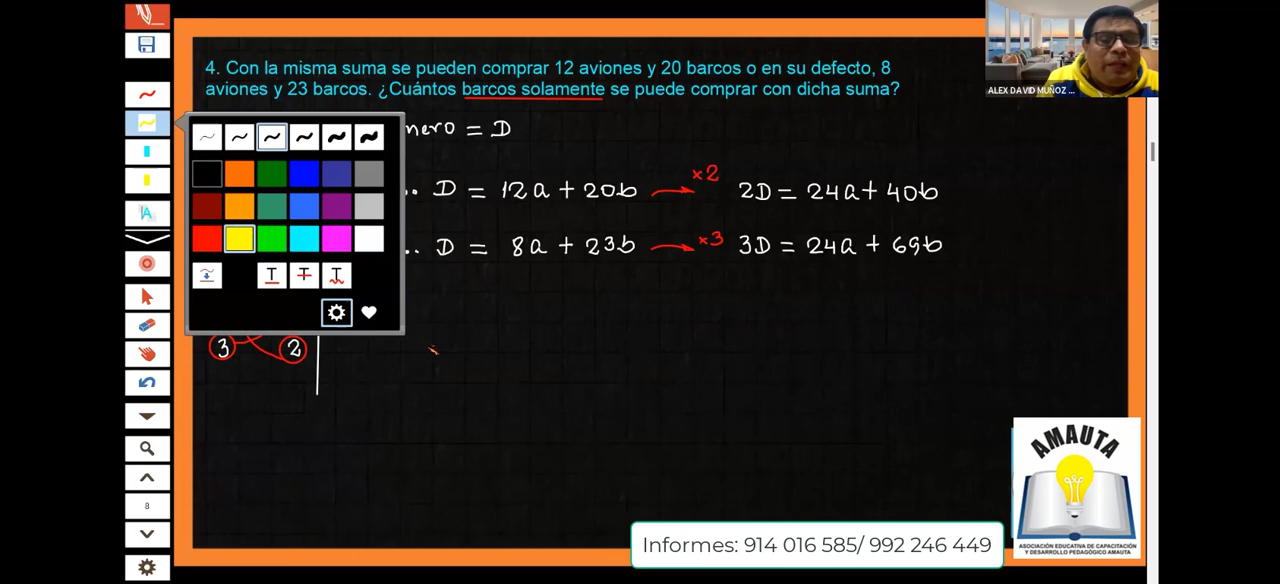 ALEX DAVID MUÑOZ ...
4. Con la misma suma se pueden comprar 12 aviones y 20 barcos o en su defecto, 8
aviones y 23 barcos. ¿Cuántos barcos solamente se puede comprar con dicha suma?
nero = D
.. D = 12a + 20b ×2 2D = 24a + 40b
.. D = 8a + 23b ×3 3D = 24a + 69b
3 2
A
T T T
8
AMAUTA
ASOCIACIÓN EDUCATIVA DE CAPACITACIÓN
Y DESARROLLO PEDAGÓGICO AMAUTA
Informes: 914 016 585/ 992 246 449